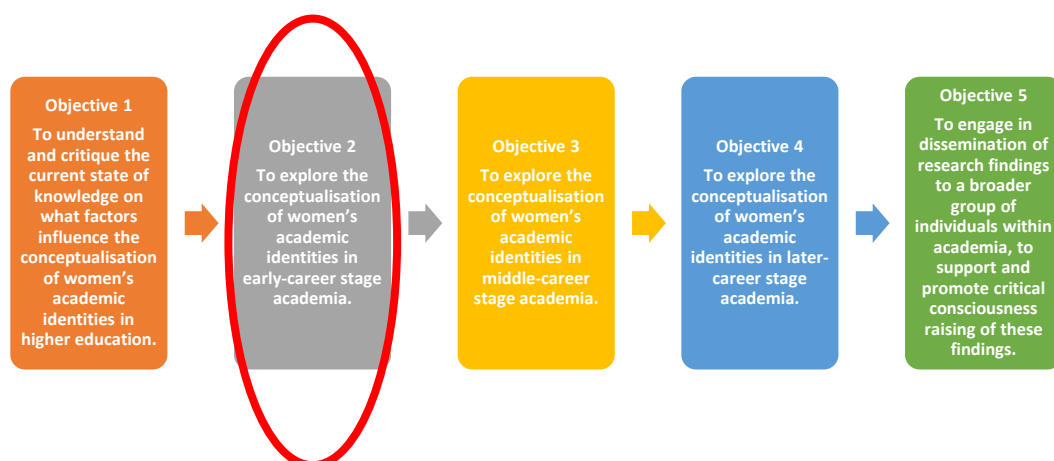 Objective 1
To understand
and critique the
current state of
knowledge on
what factors
influence the
conceptualisation
of women's
academic
identities in
higher education.
Objective 2
To explore the
conceptualisation
of women's
academic
identities in
early-career stage
academia.
Objective 3
To explore the
conceptualisation
of women's
academic
identities in
middle-career
stage academia.
Objective 4
To explore the
conceptualisation
of women's
academic
identities in later-
career stage
academia.
Objective 5
To engage in
dissemination of
research findings
to a broader
group of
individuals within
academia, to
support and
promote critical
consciousness
raising of these
findings.